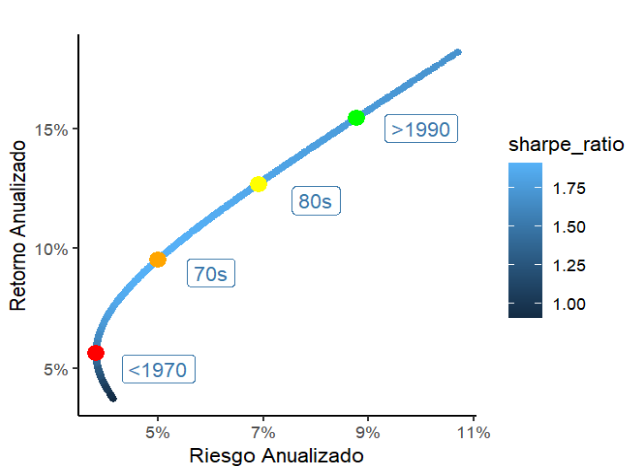 Retorno Anualizado
15%
10%
5%
>1990
80s
70s
<1970
5%
7%
9%
11%
Riesgo Anualizado
sharpe_ratio
1.75
1.50
1.25
1.00